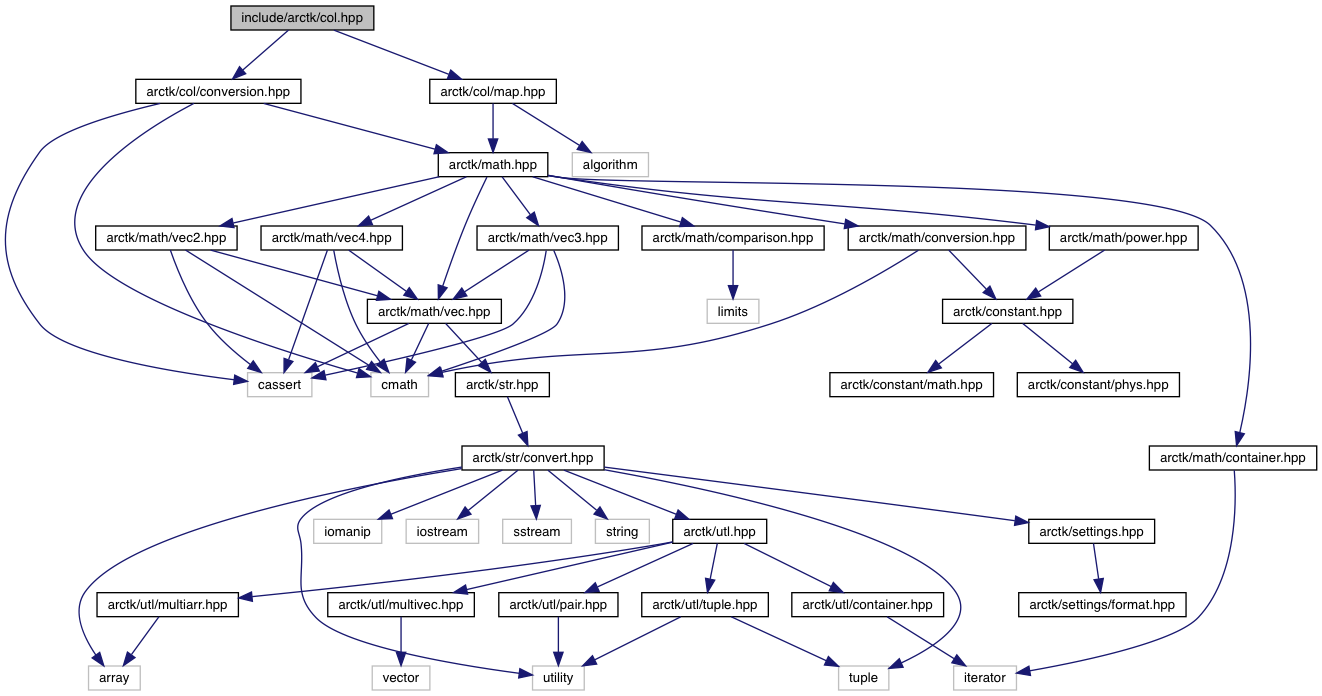 include/arctk/col.hpp
arctk/col/conversion.hpp
arctk/col/map.hpp
arctk/math.hpp
algorithm
arctk/math/vec2.hpp
arctk/math/vec4.hpp
arctk/math/vec3.hpp
arctk/math/comparison.hpp
arctk/math/conversion.hpp
arctk/math/power.hpp
arctk/math/vec.hpp
limits
arctk/constant.hpp
cassert
cmath
arctk/str.hpp
arctk/constant/math.hpp
arctk/constant/phys.hpp
arctk/str/convert.hpp
arctk/math/container.hpp
iomanip
iostream
sstream
string
arctk/utl.hpp
arctk/settings.hpp
arctk/utl/multiarr.hpp
arctk/utl/multivec.hpp
arctk/utl/pair.hpp
arctk/utl/tuple.hpp
arctk/utl/container.hpp
arctk/settings/format.hpp
array
vector
utility
tuple
iterator